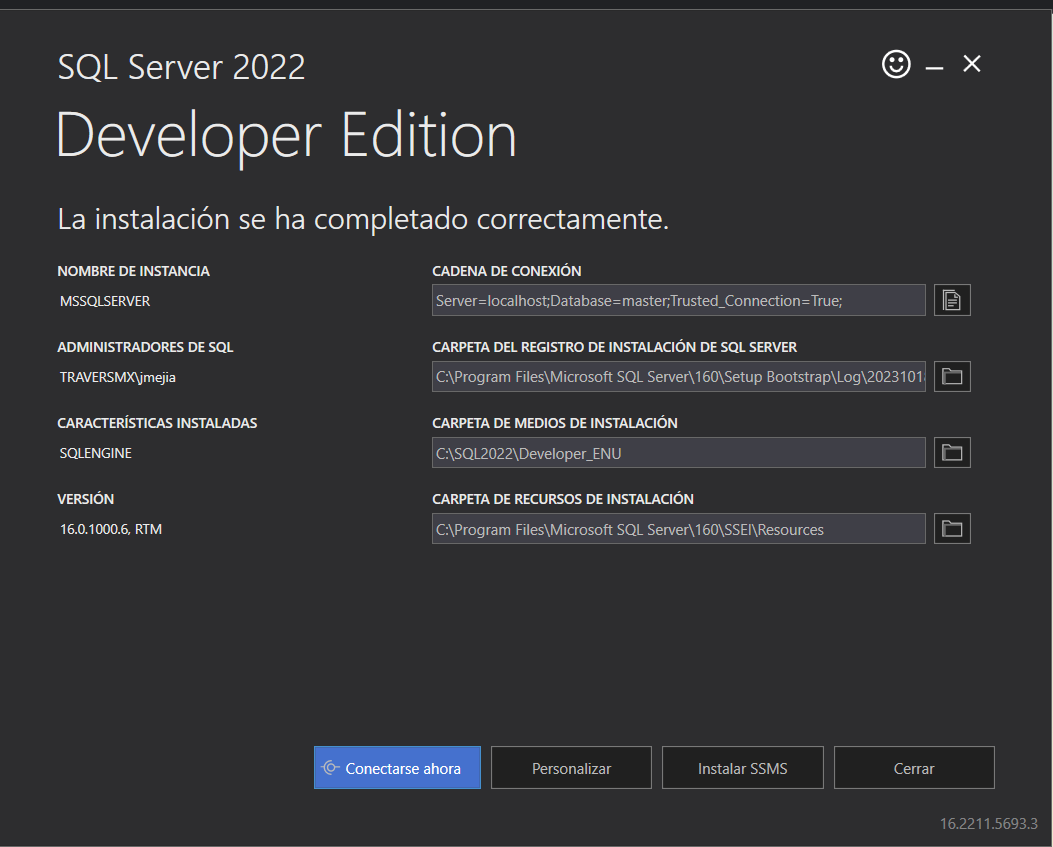 SQL Server 2022
Developer Edition
La instalación se ha completado correctamente.
NOMBRE DE INSTANCIA
MSSQLSERVER
CADENA DE CONEXIÓN
Server=localhost;Database=master;Trusted_Connection=True;
ADMINISTRADORES DE SQL
TRAVERSMX\jmejia
CARPETA DEL REGISTRO DE INSTALACIÓN DE SQL SERVER
C:\Program Files\Microsoft SQL Server\160\Setup Bootstrap\Log\2023101
CARACTERÍSTICAS INSTALADAS
SQLENGINE
CARPETA DE MEDIOS DE INSTALACIÓN
C:\SQL2022\Developer_ENU
VERSIÓN
16.0.1000.6, RTM
CARPETA DE RECURSOS DE INSTALACIÓN
C:\Program Files\Microsoft SQL Server\160\SSEI\Resources
Conectarse ahora
Personalizar
Instalar SSMS
Cerrar
16.2211.5693.3